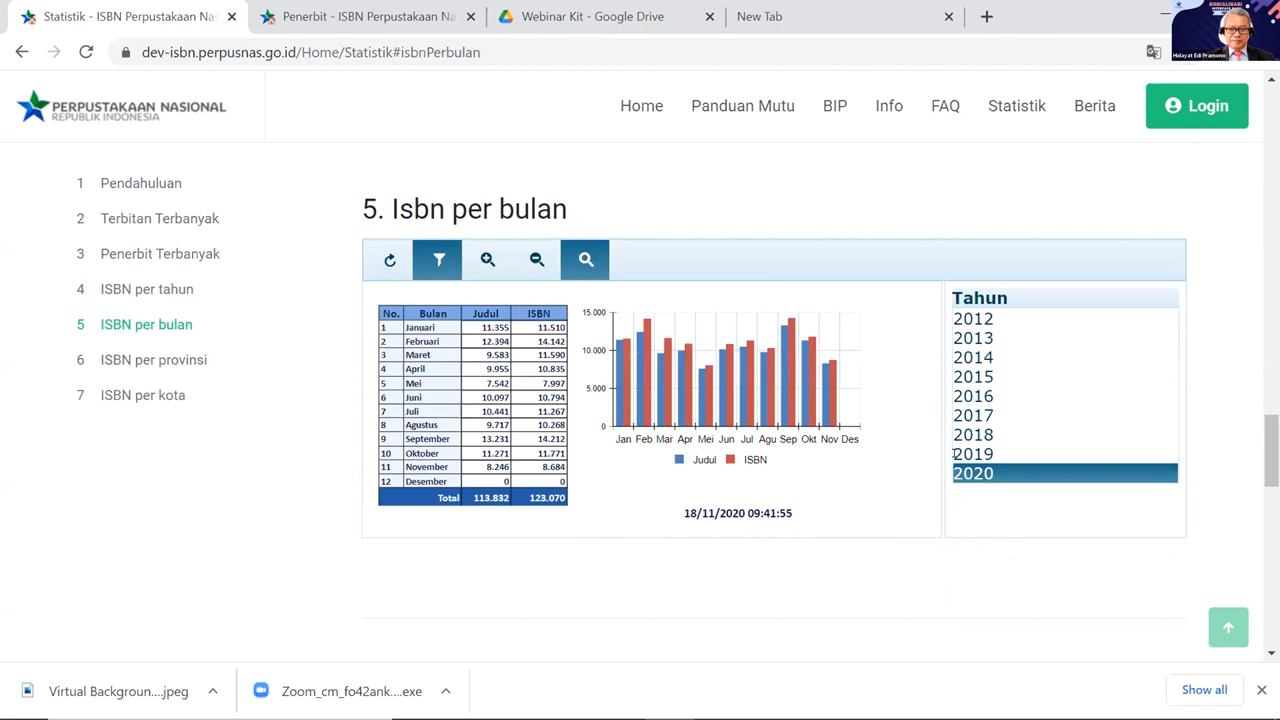 Statistik - ISBN Perpustakaan Na
Penerbit - ISBN Perpustakaan N
Webinar Kit - Google Drive
New Tab
dev-isbn.perpusnas.go.id/Home/Statistik#isbnPerbulan
SOSIALISASI
Hidayat Edi Pramono
PERPUSTAKAAN NASIONAL
REPUBLIK INDONESIA
Home
Panduan Mutu
BIP
Info
FAQ
Statistik
Berita
Login
1 Pendahuluan
2 Terbitan Terbanyak
3 Penerbit Terbanyak
4 ISBN per tahun
5 ISBN per bulan
6 ISBN per provinsi
7 ISBN per kota
5. Isbn per bulan
No. Bulan Judul ISBN
1 Januari 11.355 11.510
2 Februari 12.394 14.142
3 Maret 9.583 11.590
4 April 9.955 10.835
5 Mei 7.542 7.997
6 Juni 10.097 10.794
7 Juli 10.441 11.267
8 Agustus 9.717 10.268
9 September 13.231 14.212
10 Oktober 11.271 11.771
11 November 8.246 8.684
12 Desember 0 0
Total 113.832 123.070
15.000
10.000
5.000
0
Jan Feb Mar Apr Mei Jun Jul Agu Sep Okt Nov Des
Judul ISBN
18/11/2020 09:41:55
Tahun
2012
2013
2014
2015
2016
2017
2018
2019
2020
Virtual Backgroun....jpeg
Zoom_cm_fo42ank....exe
Show all